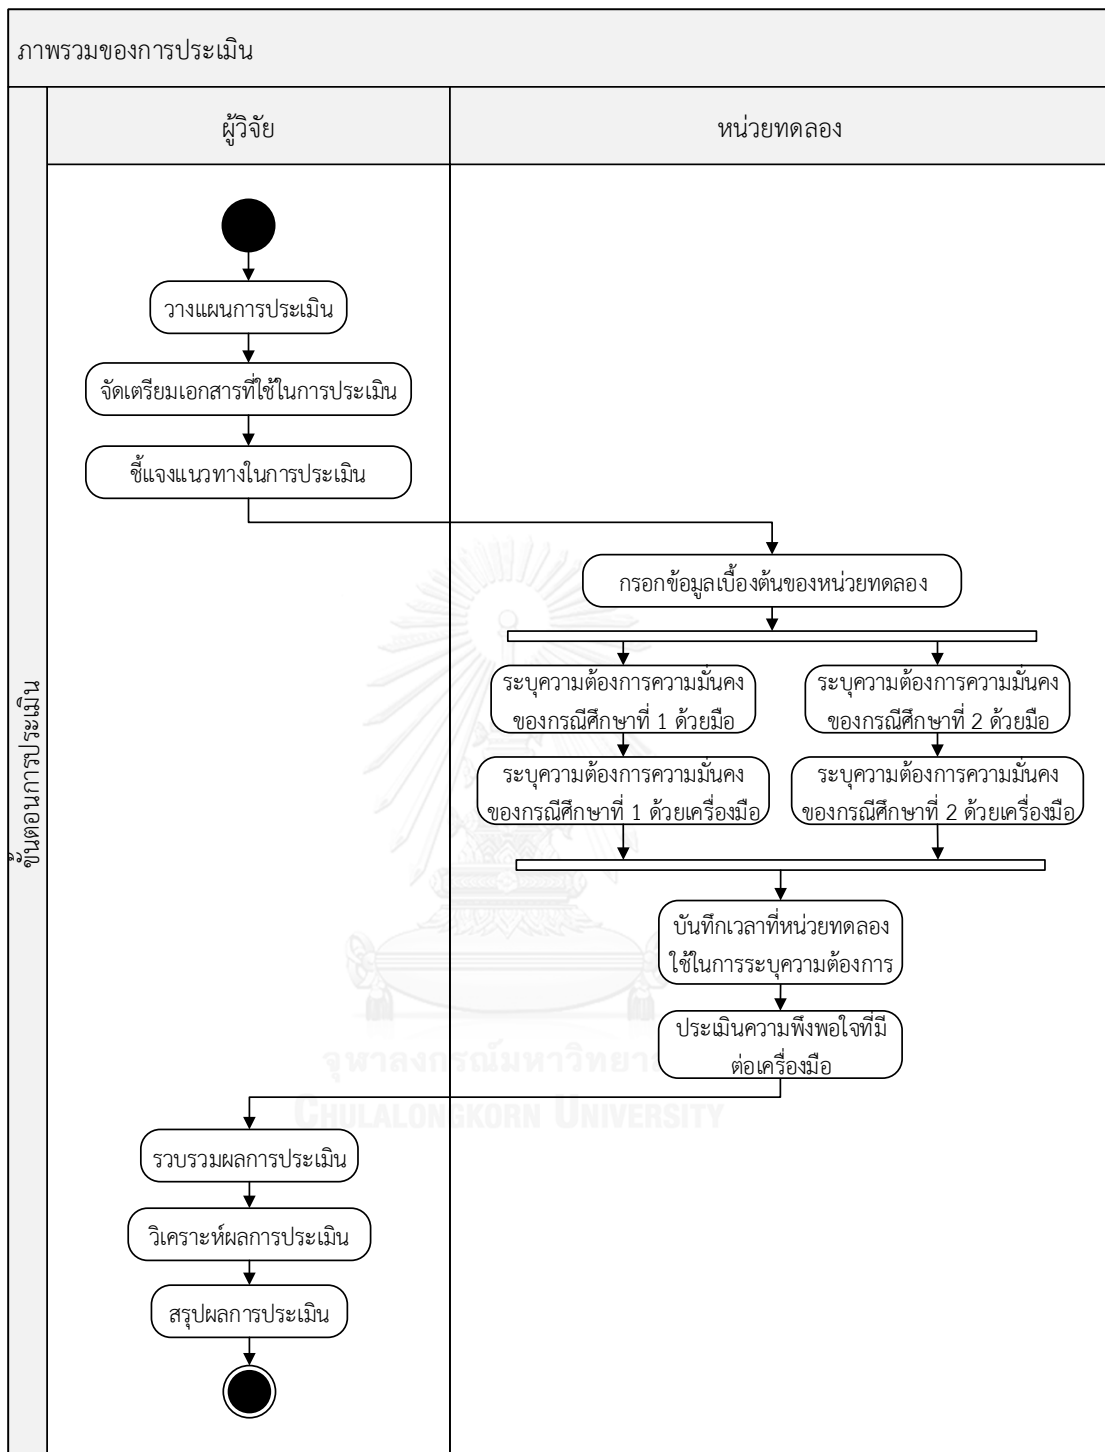 ภาพรวมของการประเมิน
ผู้วิจัย
หน่วยทดลอง
ขั้นตอนการประเมิน
วางแผนการประเมิน
จัดเตรียมเอกสารที่ใช้ในการประเมิน
ชี้แจงแนวทางในการประเมิน
กรอกข้อมูลเบื้องต้นของหน่วยทดลอง
ระบุความต้องการความมั่นคง
ของกรณีศึกษาที่ 1 ด้วยมือ
ระบุความต้องการความมั่นคง
ของกรณีศึกษาที่ 2 ด้วยมือ
ระบุความต้องการความมั่นคง
ของกรณีศึกษาที่ 1 ด้วยเครื่องมือ
ระบุความต้องการความมั่นคง
ของกรณีศึกษาที่ 2 ด้วยเครื่องมือ
บันทึกเวลาที่หน่วยทดลอง
ใช้ในการระบุความต้องการ
ประเมินความพึงพอใจที่มี
ต่อเครื่องมือ
จุฬาลงกรณ์มหาวิทยา
CHULALONGKORN UNIVERSITY
รวบรวมผลการประเมิน
วิเคราะห์ผลการประเมิน
สรุปผลการประเมิน